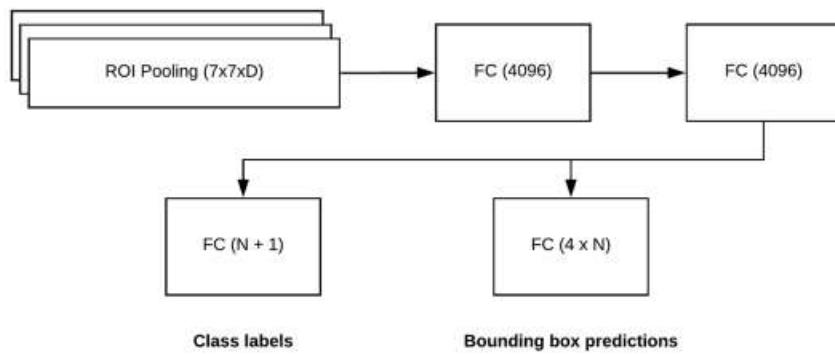 ROI Pooling (7x7xD)
FC (4096)
FC (4096)
FC (N + 1)
FC (4 x N)
Class labels
Bounding box predictions